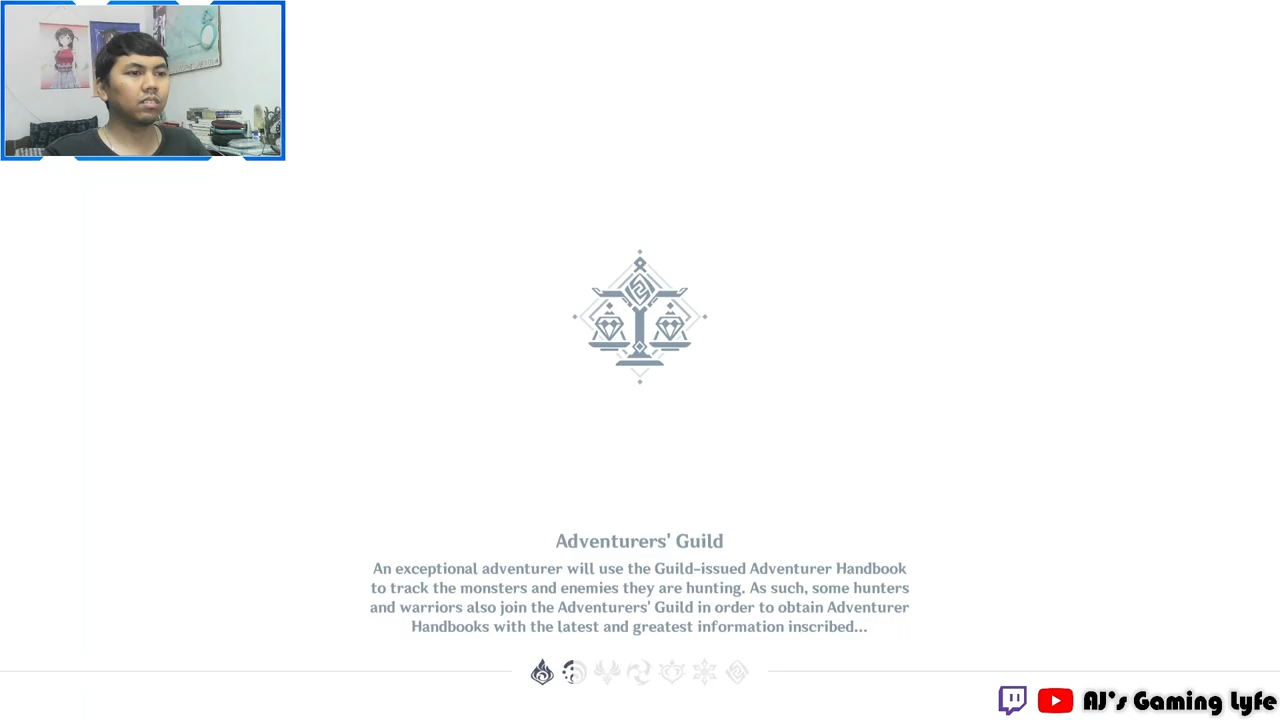 Adventurers' Guild
An exceptional adventurer will use the Guild-issued Adventurer Handbook
to track the monsters and enemies they are hunting. As such, some hunters
and warriors also join the Adventurers' Guild in order to obtain Adventurer
Handbooks with the latest and greatest information inscribed...
AJ's Gaming Lyfe